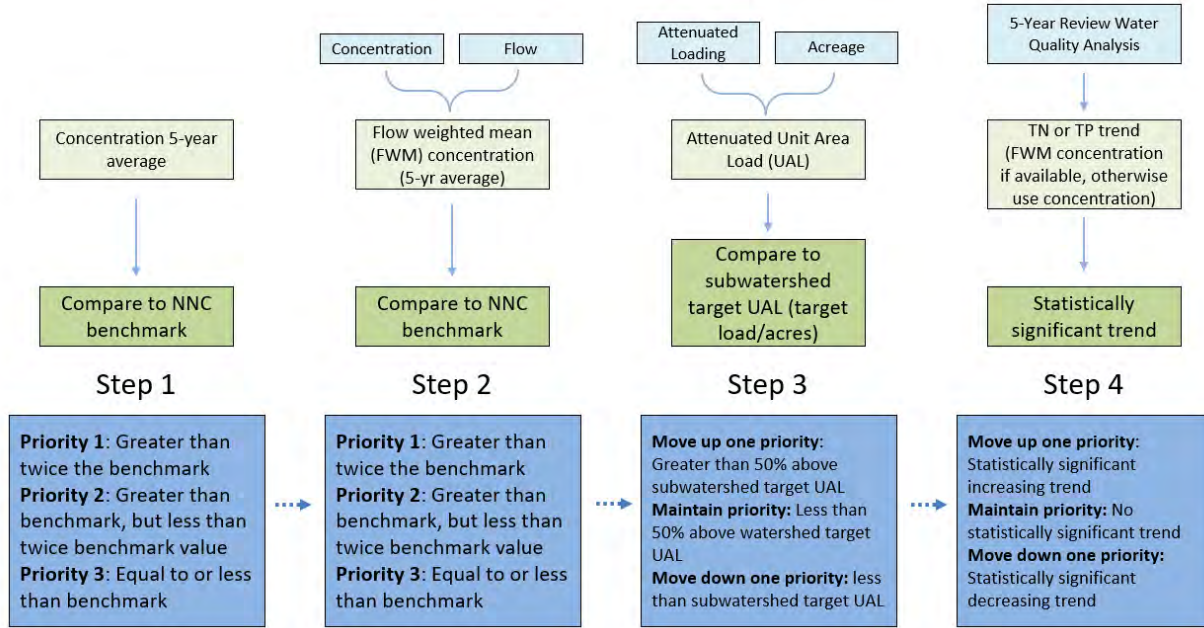 Concentration 5-year
average
Compare to NNC
benchmark
Step 1
Priority 1: Greater than
twice the benchmark
Priority 2: Greater than
benchmark, but less than
twice benchmark value
Priority 3: Equal to or less
than benchmark
Concentration
Flow
Flow weighted mean
(FWM) concentration
(5-yr average)
Compare to NNC
benchmark
Step 2
Priority 1: Greater than
twice the benchmark
Priority 2: Greater than
benchmark, but less than
twice benchmark value
Priority 3: Equal to or less
than benchmark
Attenuated
Loading
Acreage
Attenuated Unit Area
Load (UAL)
Compare to
subwatershed
target UAL (target
load/acres)
Step 3
Move up one priority:
Greater than 50% above
subwatershed target UAL
Maintain priority: Less than
50% above watershed target
UAL
Move down one priority: less
than subwatershed target UAL
5-Year Review Water
Quality Analysis
TN or TP trend
(FWM concentration
if available, otherwise
use concentration)
Statistically
significant trend
Step 4
Move up one priority:
Statistically significant
increasing trend
Maintain priority: No
statistically significant trend
Move down one priority:
Statistically significant
decreasing trend